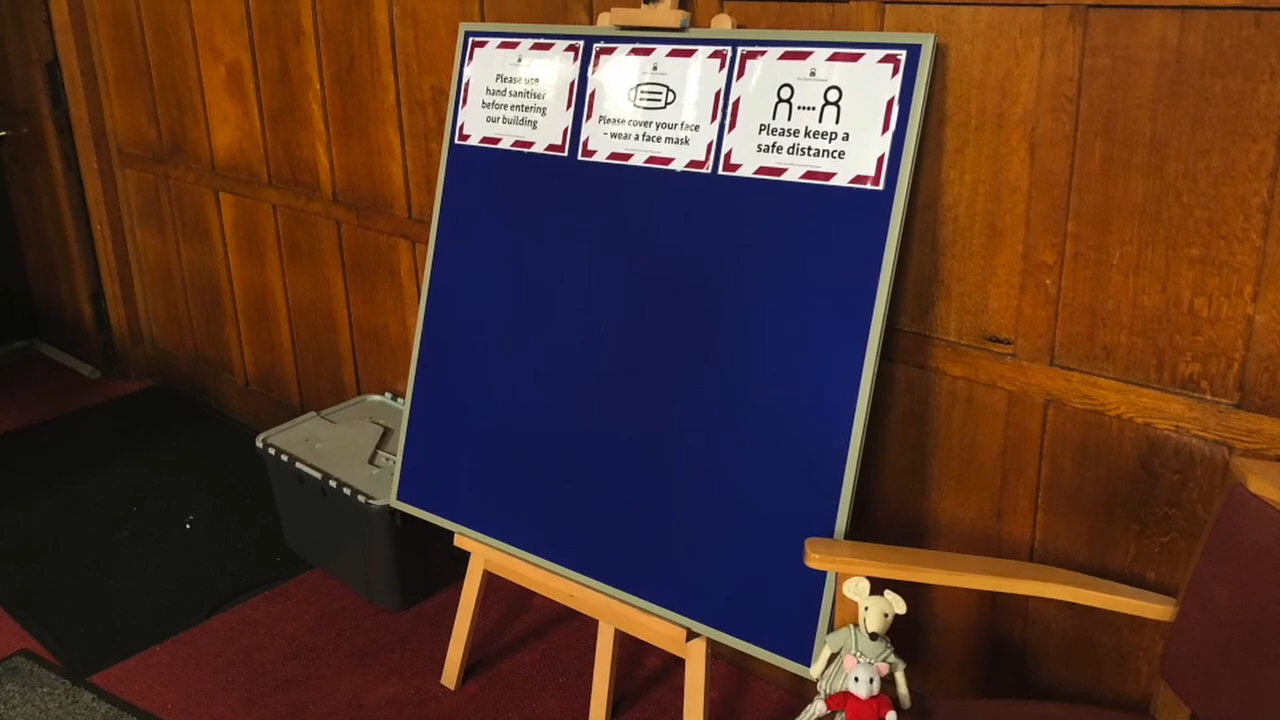 Please use
hand sanitiser
before entering
our building
Please cover your face
– wear a face mask
Please keep a
safe distance